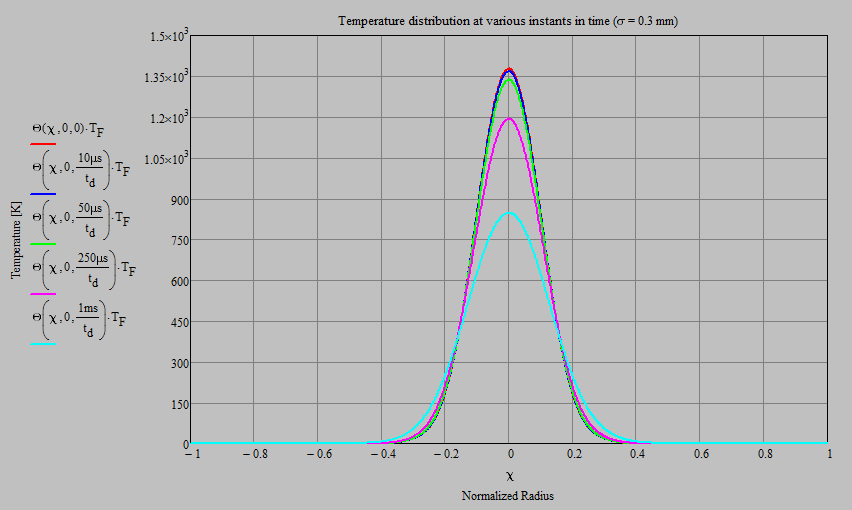 Temperature distribution at various instants in time (σ = 0.3 mm)
1.5×10³
1.35×10³
1.2×10³
1.05×10³
900
750
600
450
300
150
0
Temperature [K]
Θ(χ,0,0)·T_F
Θ(χ,0,10μs/t_d)·T_F
Θ(χ,0,50μs/t_d)·T_F
Θ(χ,0,250μs/t_d)·T_F
Θ(χ,0,1ms/t_d)·T_F
− 1 − 0.8 − 0.6 − 0.4 − 0.2 0 0.2 0.4 0.6 0.8 1
χ
Normalized Radius